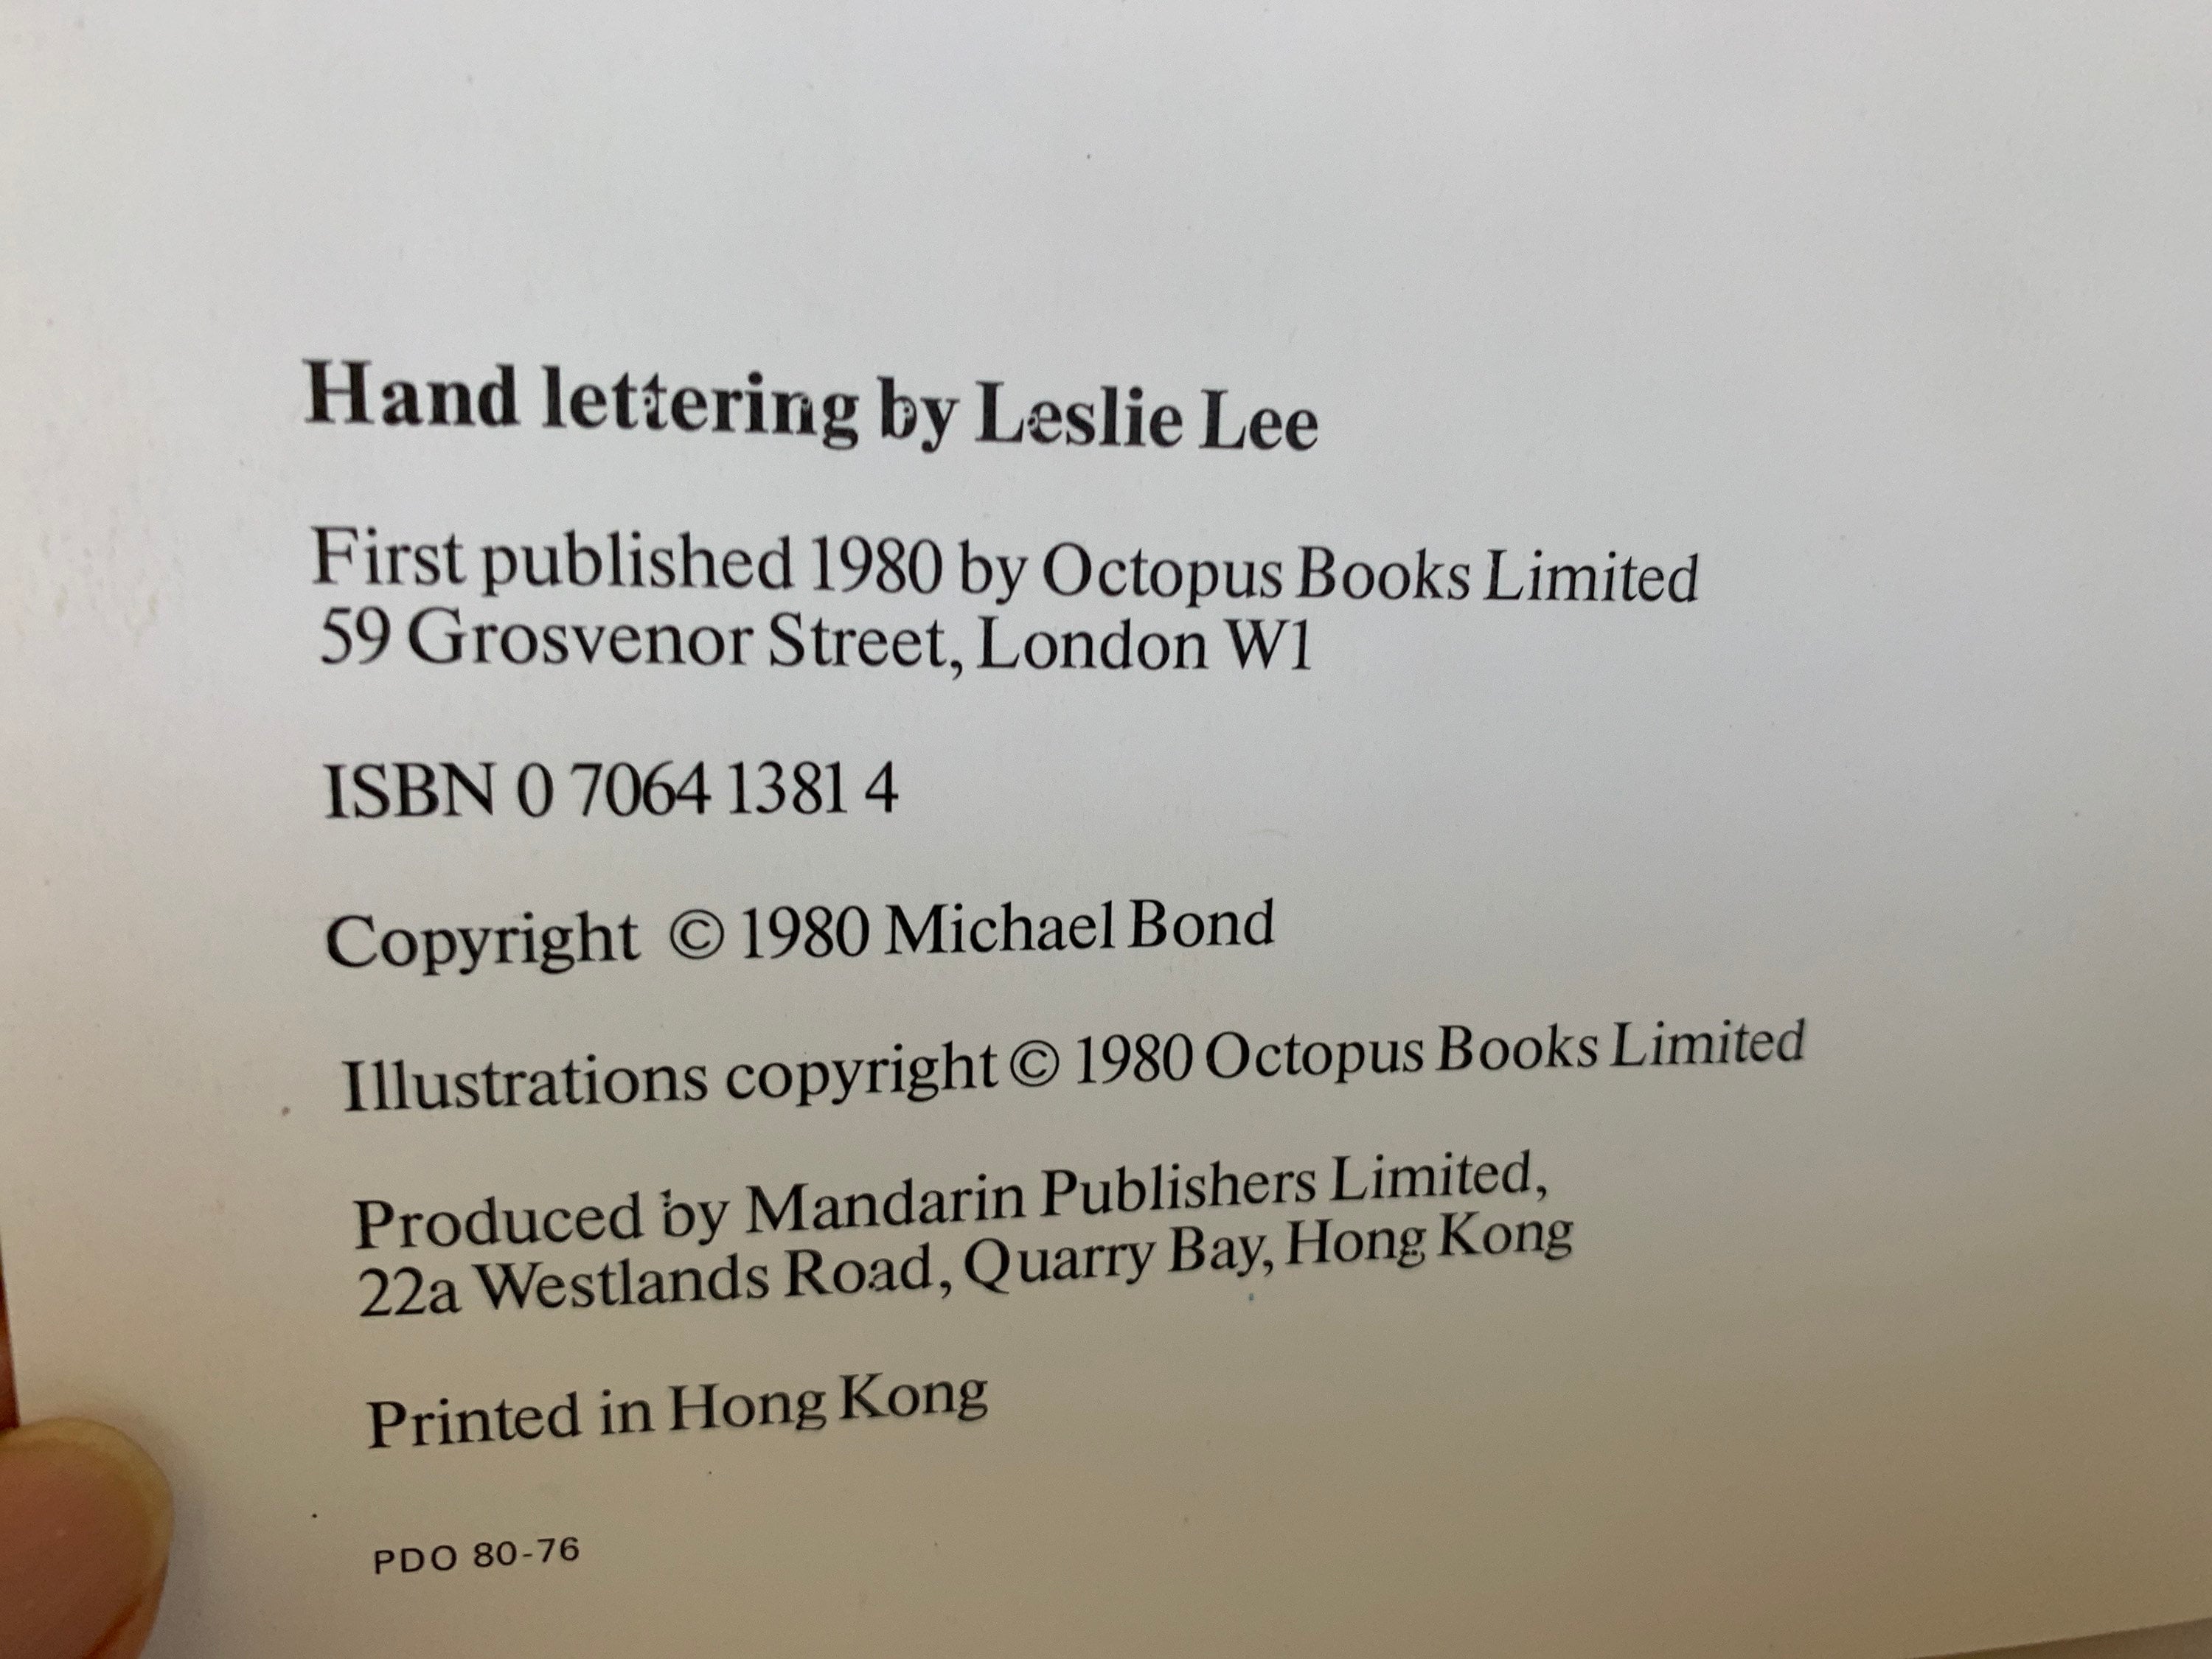 Hand lettering by Leslie Lee
First published 1980 by Octopus Books Limited
59 Grosvenor Street, London W1
ISBN 0 7064 1381 4
Copyright © 1980 Michael Bond
Illustrations copyright © 1980 Octopus Books Limited
Produced by Mandarin Publishers Limited,
22a Westlands Road, Quarry Bay, Hong Kong
Printed in Hong Kong
PDO 80-76